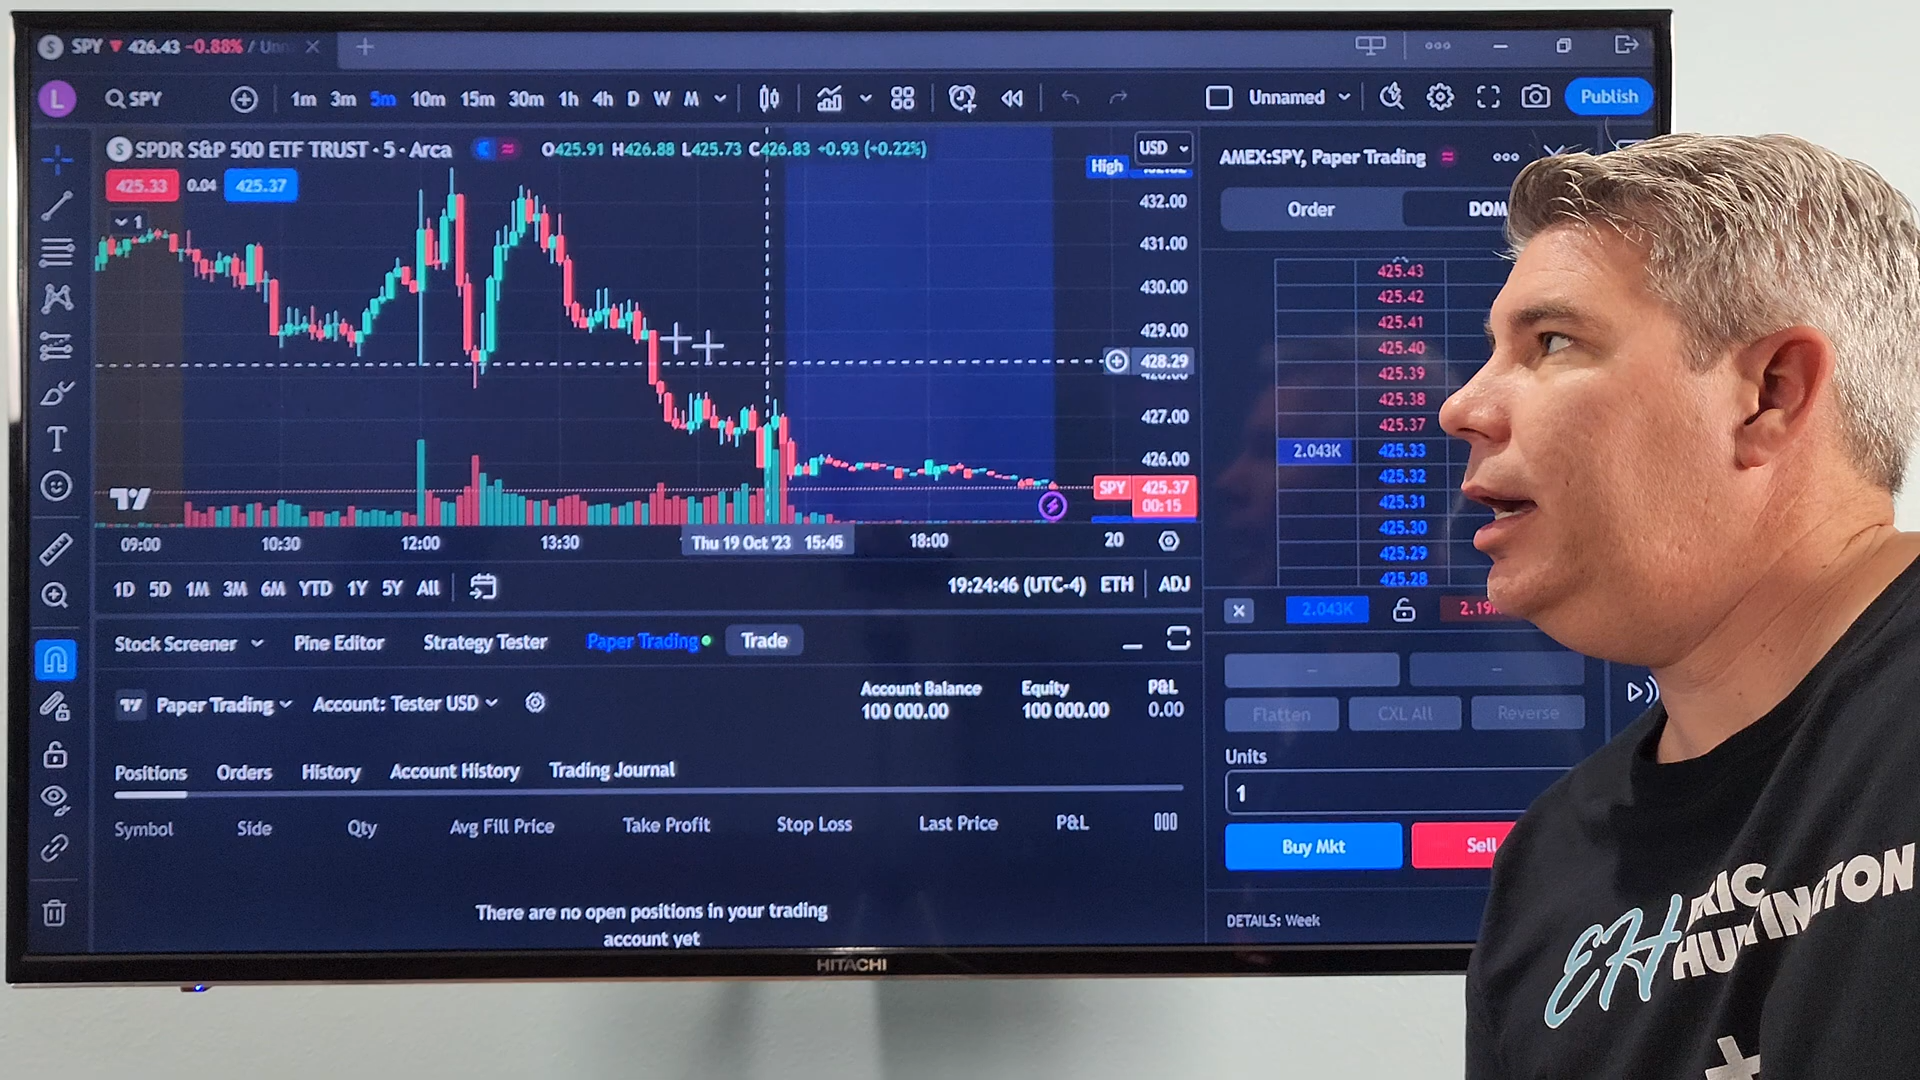 S SPY ▼ 426.43 -0.88% / Unn
L SPY 1m 3m 5m 10m 15m 30m 1h 4h D W M Unnamed Publish
S SPDR S&P 500 ETF TRUST · 5 · Arca O425.91 H426.88 L425.73 C426.83 +0.93 (+0.22%)
USD
AMEX:SPY, Paper Trading
High
425.33 0.04 425.37
1
Order DOM
432.00
431.00
430.00
429.00
428.29
427.00
426.00
SPY 425.37
00:15
425.43
425.42
425.41
425.40
425.39
425.38
425.37
2.043K 425.33
425.32
425.31
425.30
425.29
425.28
09:00 10:30 12:00 13:30 Thu 19 Oct '23 15:45 18:00 20
1D 5D 1M 3M 6M YTD 1Y 5Y All 19:24:46 (UTC-4) ETH ADJ
2.043K
Stock Screener Pine Editor Strategy Tester Paper Trading Trade
Paper Trading Account: Tester USD
Account Balance Equity P&L
100 000.00 100 000.00 0.00
Flatten CXL All Reverse
Positions Orders History Account History Trading Journal
Units
1
Symbol Side Qty Avg Fill Price Take Profit Stop Loss Last Price P&L
Buy Mkt Sell
There are no open positions in your trading
account yet
DETAILS: Week
HITACHI
EH
HUNTINGTON